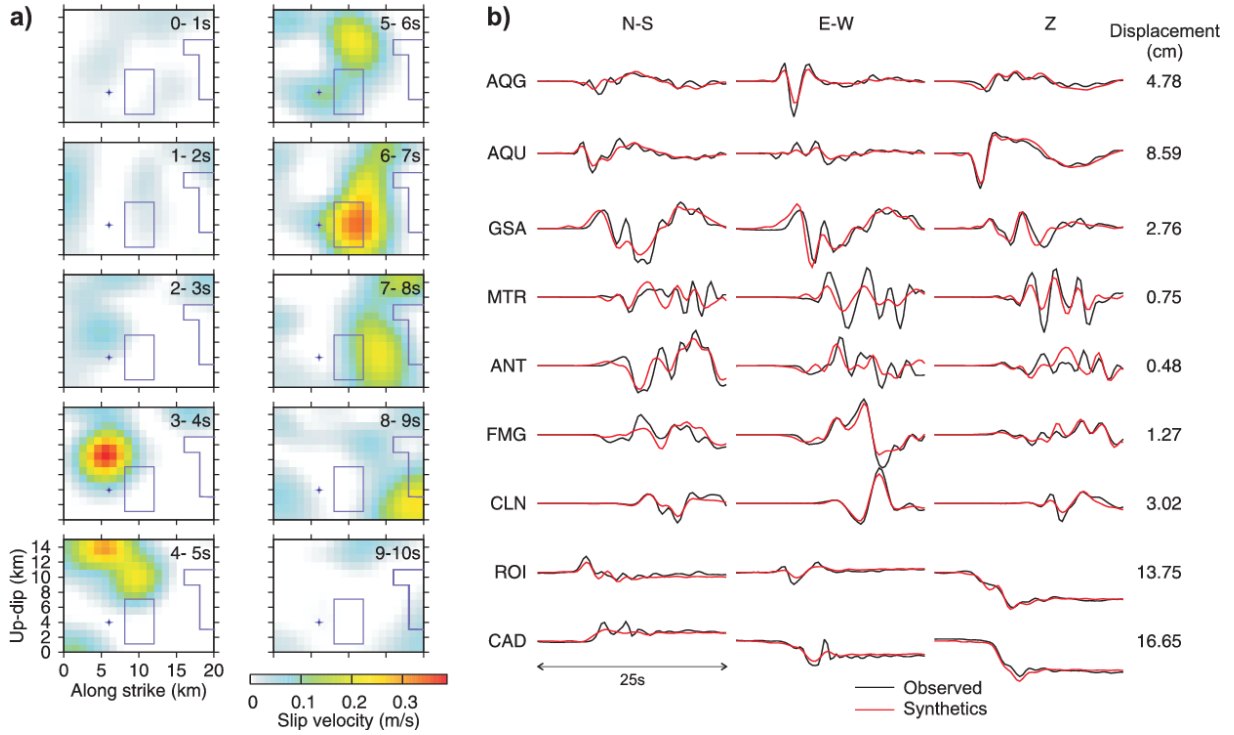 a)
0- 1s
5- 6s
1- 2s
6- 7s
2- 3s
7- 8s
3- 4s
8- 9s
4- 5s
9-10s
14
12
10
8
6
4
2
0
Up-dip (km)
0 5 10 15 20
Along strike (km)
0 0.1 0.2 0.3
Slip velocity (m/s)
b)
N-S E-W Z Displacement
(cm)
AQG 4.78
AQU 8.59
GSA 2.76
MTR 0.75
ANT 0.48
FMG 1.27
CLN 3.02
ROI 13.75
CAD 16.65
25s
Observed
Synthetics